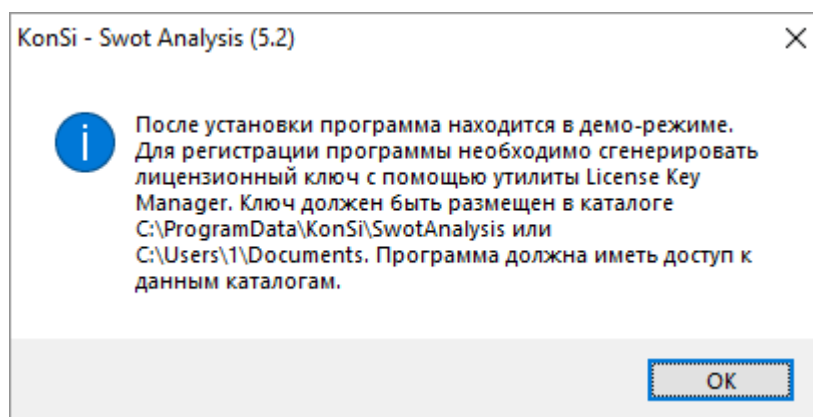 KonSi - Swot Analysis (5.2)
После установки программа находится в демо-режиме.
Для регистрации программы необходимо сгенерировать
лицензионный ключ с помощью утилиты License Key
Manager. Ключ должен быть размещен в каталоге
C:\ProgramData\KonSi\SwotAnalysis или
C:\Users\1\Documents. Программа должна иметь доступ к
данным каталогам.
OK